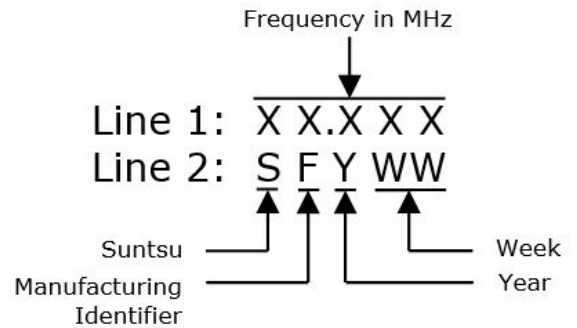 Frequency in MHz
Line 1: X X.X X X
Line 2: S F Y WW
Suntsu
Week
Manufacturing
Identifier
Year